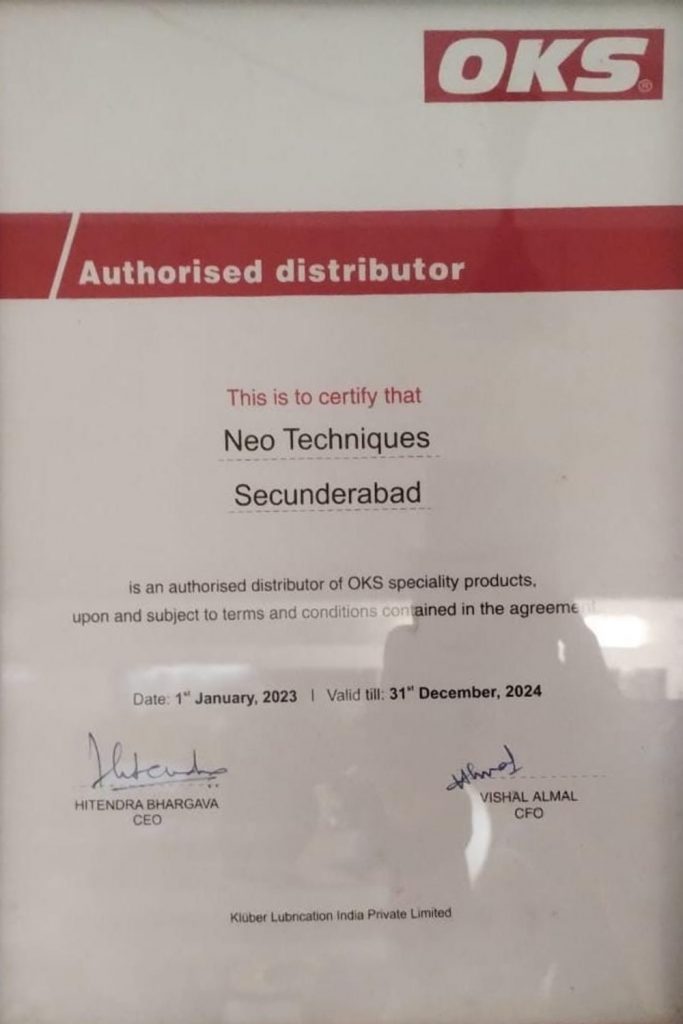 OKS®
Authorised distributor
This is to certify that
Neo Techniques
Secunderabad
is an authorised distributor of OKS speciality products,
upon and subject to terms and conditions contained in the agreement
Date: 1st January, 2023 | Valid till: 31st December, 2024
Hitendra
HITENDRA BHARGAVA
CEO
VISHAL ALMAL
CFO
Klüber Lubrication India Private Limited